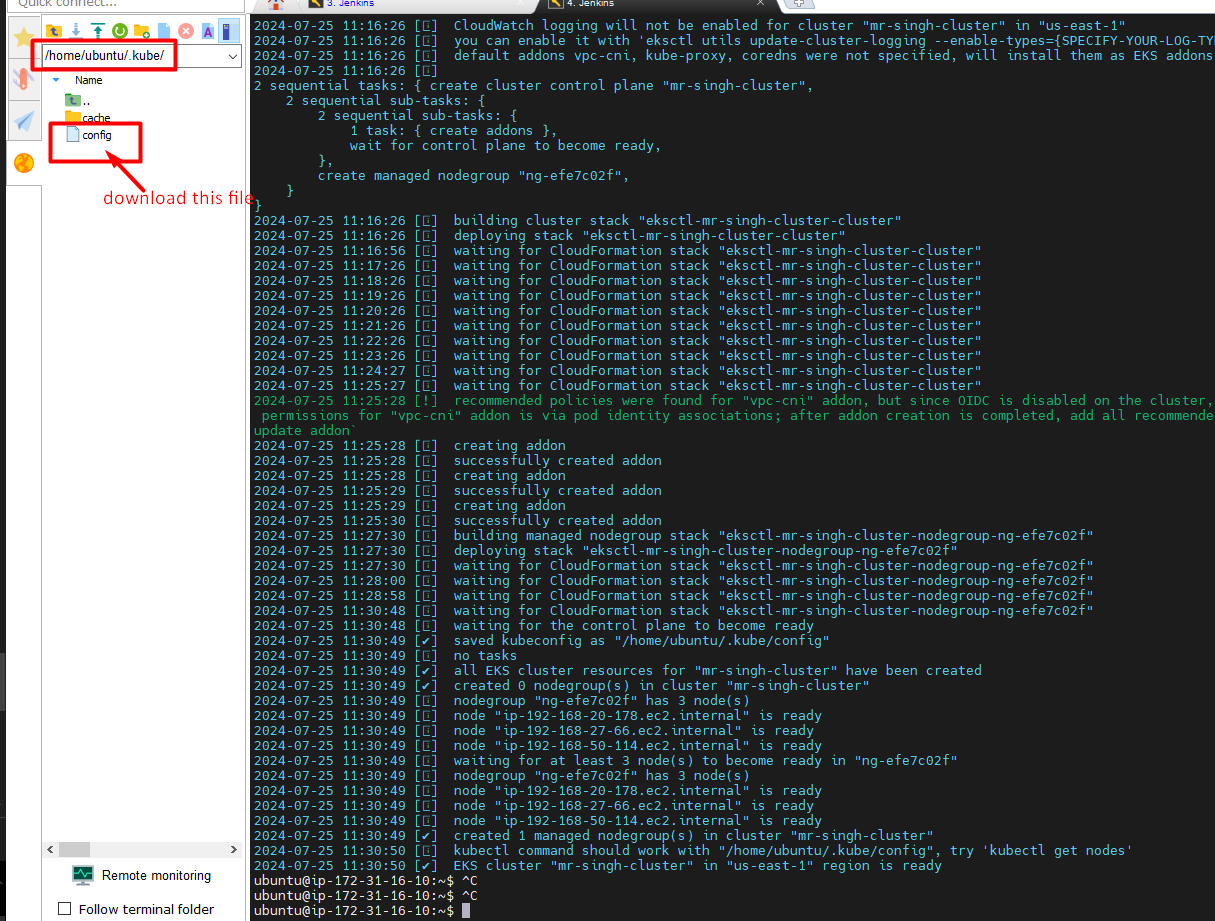 Quick connect...
3. Jenkins
4. Jenkins
/home/ubuntu/.kube/
Name
..
cache
config
download this file
2024-07-25 11:16:26 [i]  CloudWatch logging will not be enabled for cluster "mr-singh-cluster" in "us-east-1"
2024-07-25 11:16:26 [i]  you can enable it with 'eksctl utils update-cluster-logging --enable-types={SPECIFY-YOUR-LOG-TY
2024-07-25 11:16:26 [i]  default addons vpc-cni, kube-proxy, coredns were not specified, will install them as EKS addons
2024-07-25 11:16:26 [i]
2 sequential tasks: { create cluster control plane "mr-singh-cluster",
    2 sequential sub-tasks: {
        2 sequential sub-tasks: {
            1 task: { create addons },
            wait for control plane to become ready,
        },
        create managed nodegroup "ng-efe7c02f",
    }
}
2024-07-25 11:16:26 [i]  building cluster stack "eksctl-mr-singh-cluster-cluster"
2024-07-25 11:16:26 [i]  deploying stack "eksctl-mr-singh-cluster-cluster"
2024-07-25 11:16:56 [i]  waiting for CloudFormation stack "eksctl-mr-singh-cluster-cluster"
2024-07-25 11:17:26 [i]  waiting for CloudFormation stack "eksctl-mr-singh-cluster-cluster"
2024-07-25 11:18:26 [i]  waiting for CloudFormation stack "eksctl-mr-singh-cluster-cluster"
2024-07-25 11:19:26 [i]  waiting for CloudFormation stack "eksctl-mr-singh-cluster-cluster"
2024-07-25 11:20:26 [i]  waiting for CloudFormation stack "eksctl-mr-singh-cluster-cluster"
2024-07-25 11:21:26 [i]  waiting for CloudFormation stack "eksctl-mr-singh-cluster-cluster"
2024-07-25 11:22:26 [i]  waiting for CloudFormation stack "eksctl-mr-singh-cluster-cluster"
2024-07-25 11:23:26 [i]  waiting for CloudFormation stack "eksctl-mr-singh-cluster-cluster"
2024-07-25 11:24:27 [i]  waiting for CloudFormation stack "eksctl-mr-singh-cluster-cluster"
2024-07-25 11:25:27 [i]  waiting for CloudFormation stack "eksctl-mr-singh-cluster-cluster"
2024-07-25 11:25:28 [!]  recommended policies were found for "vpc-cni" addon, but since OIDC is disabled on the cluster,
 permissions for "vpc-cni" addon is via pod identity associations; after addon creation is completed, add all recommende
update addon`
2024-07-25 11:25:28 [i]  creating addon
2024-07-25 11:25:28 [i]  successfully created addon
2024-07-25 11:25:28 [i]  creating addon
2024-07-25 11:25:29 [i]  successfully created addon
2024-07-25 11:25:29 [i]  creating addon
2024-07-25 11:25:30 [i]  successfully created addon
2024-07-25 11:27:30 [i]  building managed nodegroup stack "eksctl-mr-singh-cluster-nodegroup-ng-efe7c02f"
2024-07-25 11:27:30 [i]  deploying stack "eksctl-mr-singh-cluster-nodegroup-ng-efe7c02f"
2024-07-25 11:27:30 [i]  waiting for CloudFormation stack "eksctl-mr-singh-cluster-nodegroup-ng-efe7c02f"
2024-07-25 11:28:00 [i]  waiting for CloudFormation stack "eksctl-mr-singh-cluster-nodegroup-ng-efe7c02f"
2024-07-25 11:28:58 [i]  waiting for CloudFormation stack "eksctl-mr-singh-cluster-nodegroup-ng-efe7c02f"
2024-07-25 11:30:48 [i]  waiting for CloudFormation stack "eksctl-mr-singh-cluster-nodegroup-ng-efe7c02f"
2024-07-25 11:30:48 [i]  waiting for the control plane to become ready
2024-07-25 11:30:49 [✔]  saved kubeconfig as "/home/ubuntu/.kube/config"
2024-07-25 11:30:49 [i]  no tasks
2024-07-25 11:30:49 [✔]  all EKS cluster resources for "mr-singh-cluster" have been created
2024-07-25 11:30:49 [✔]  created 0 nodegroup(s) in cluster "mr-singh-cluster"
2024-07-25 11:30:49 [i]  nodegroup "ng-efe7c02f" has 3 node(s)
2024-07-25 11:30:49 [i]  node "ip-192-168-20-178.ec2.internal" is ready
2024-07-25 11:30:49 [i]  node "ip-192-168-27-66.ec2.internal" is ready
2024-07-25 11:30:49 [i]  node "ip-192-168-50-114.ec2.internal" is ready
2024-07-25 11:30:49 [i]  waiting for at least 3 node(s) to become ready in "ng-efe7c02f"
2024-07-25 11:30:49 [i]  nodegroup "ng-efe7c02f" has 3 node(s)
2024-07-25 11:30:49 [i]  node "ip-192-168-20-178.ec2.internal" is ready
2024-07-25 11:30:49 [i]  node "ip-192-168-27-66.ec2.internal" is ready
2024-07-25 11:30:49 [i]  node "ip-192-168-50-114.ec2.internal" is ready
2024-07-25 11:30:49 [✔]  created 1 managed nodegroup(s) in cluster "mr-singh-cluster"
2024-07-25 11:30:50 [i]  kubectl command should work with "/home/ubuntu/.kube/config", try 'kubectl get nodes'
2024-07-25 11:30:50 [✔]  EKS cluster "mr-singh-cluster" in "us-east-1" region is ready
ubuntu@ip-172-31-16-10:~$ ^C
ubuntu@ip-172-31-16-10:~$ ^C
ubuntu@ip-172-31-16-10:~$
Remote monitoring
Follow terminal folder